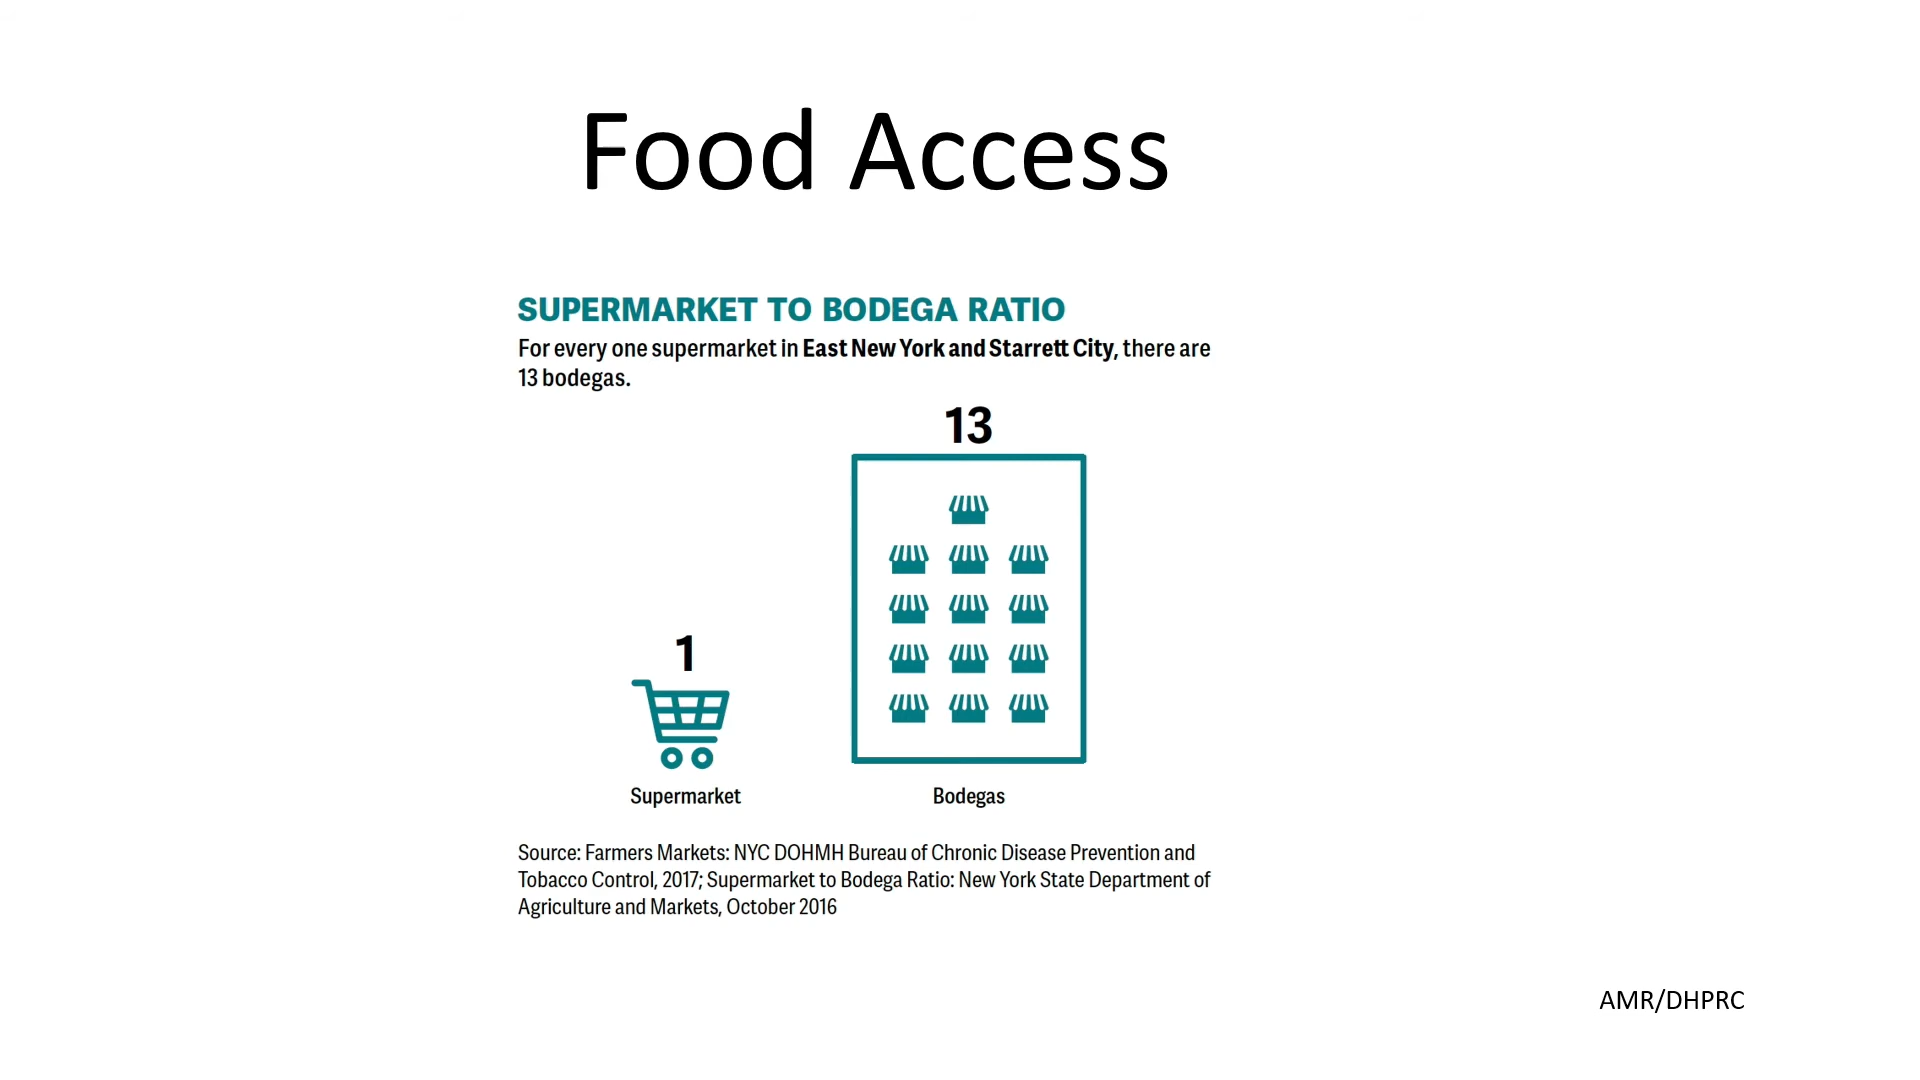 Food Access
SUPERMARKET TO BODEGA RATIO
For every one supermarket in East New York and Starrett City, there are
13 bodegas.
13
1
Supermarket
Bodegas
Source: Farmers Markets: NYC DOHMH Bureau of Chronic Disease Prevention and
Tobacco Control, 2017; Supermarket to Bodega Ratio: New York State Department of
Agriculture and Markets, October 2016
AMR/DHPRC